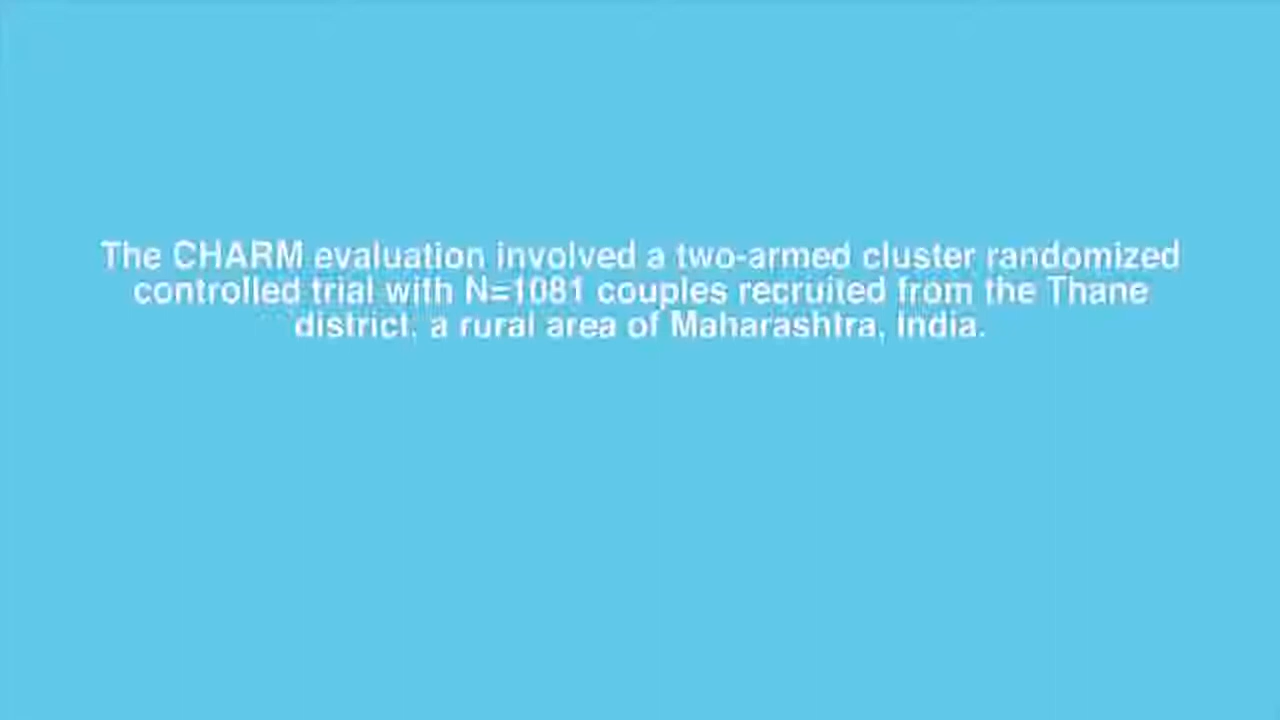 The CHARM evaluation involved a two-armed cluster randomized
controlled trial with N=1081 couples recruited from the Thane
district, a rural area of Maharashtra, India.